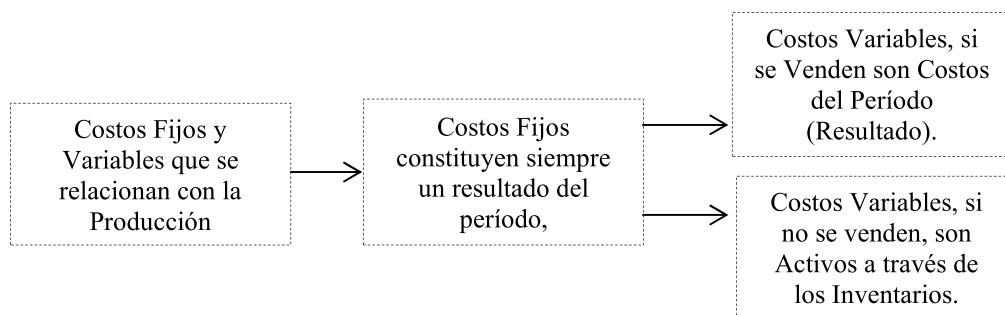 Costos Fijos y
Variables que se
relacionan con la
Producción
Costos Fijos
constituyen siempre
un resultado del
período,
Costos Variables, si
se Venden son Costos
del Período
(Resultado).
Costos Variables, si
no se venden, son
Activos a través de
los Inventarios.